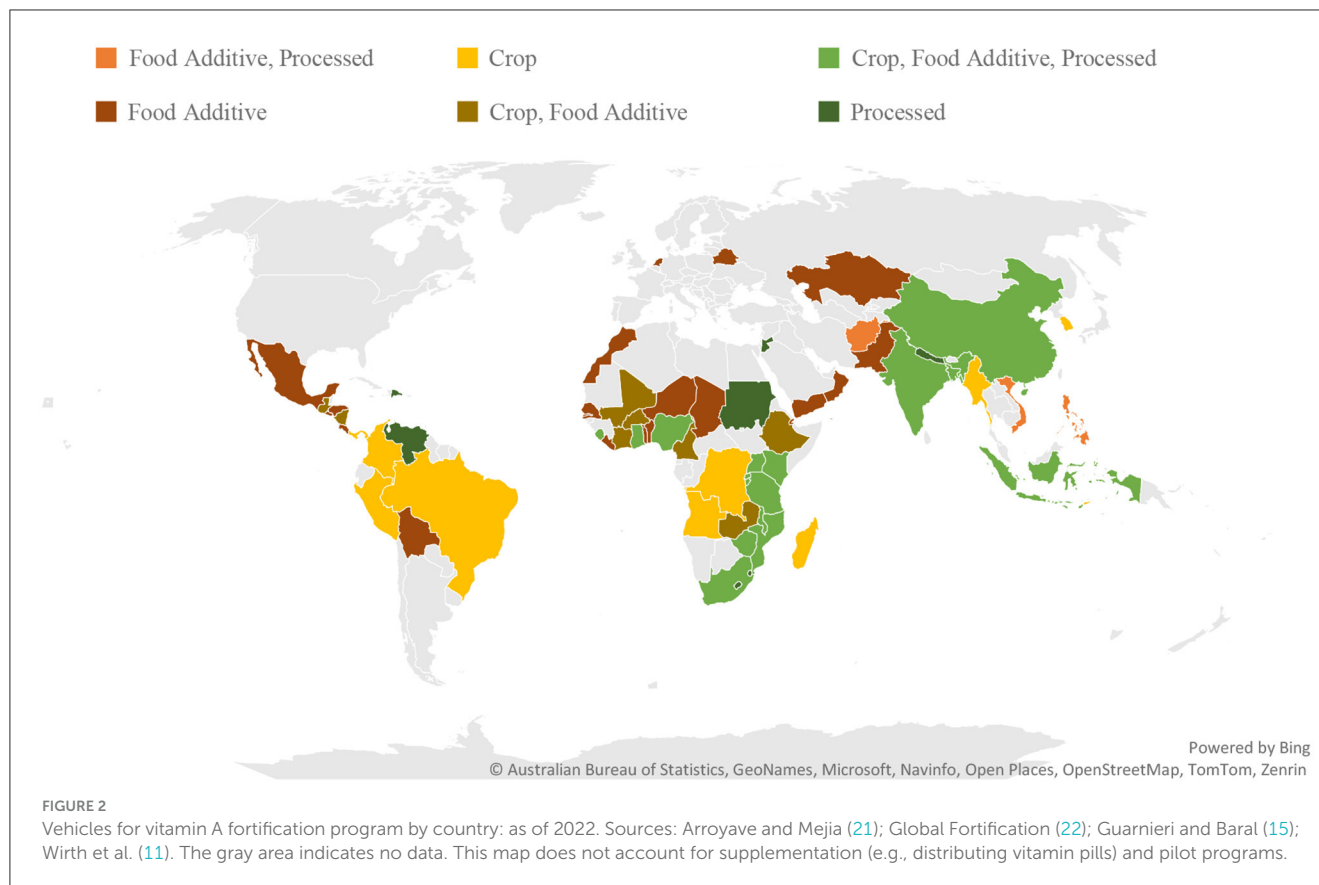 Food Additive, Processed
Crop
Crop, Food Additive, Processed
Food Additive
Crop, Food Additive
Processed
Powered by Bing
© Australian Bureau of Statistics, GeoNames, Microsoft, Navinfo, Open Places, OpenStreetMap, TomTom, Zenrin
FIGURE 2
Vehicles for vitamin A fortification program by country: as of 2022. Sources: Arroyave and Mejia (21); Global Fortification (22); Guarnieri and Baral (15);
Wirth et al. (11). The gray area indicates no data. This map does not account for supplementation (e.g., distributing vitamin pills) and pilot programs.